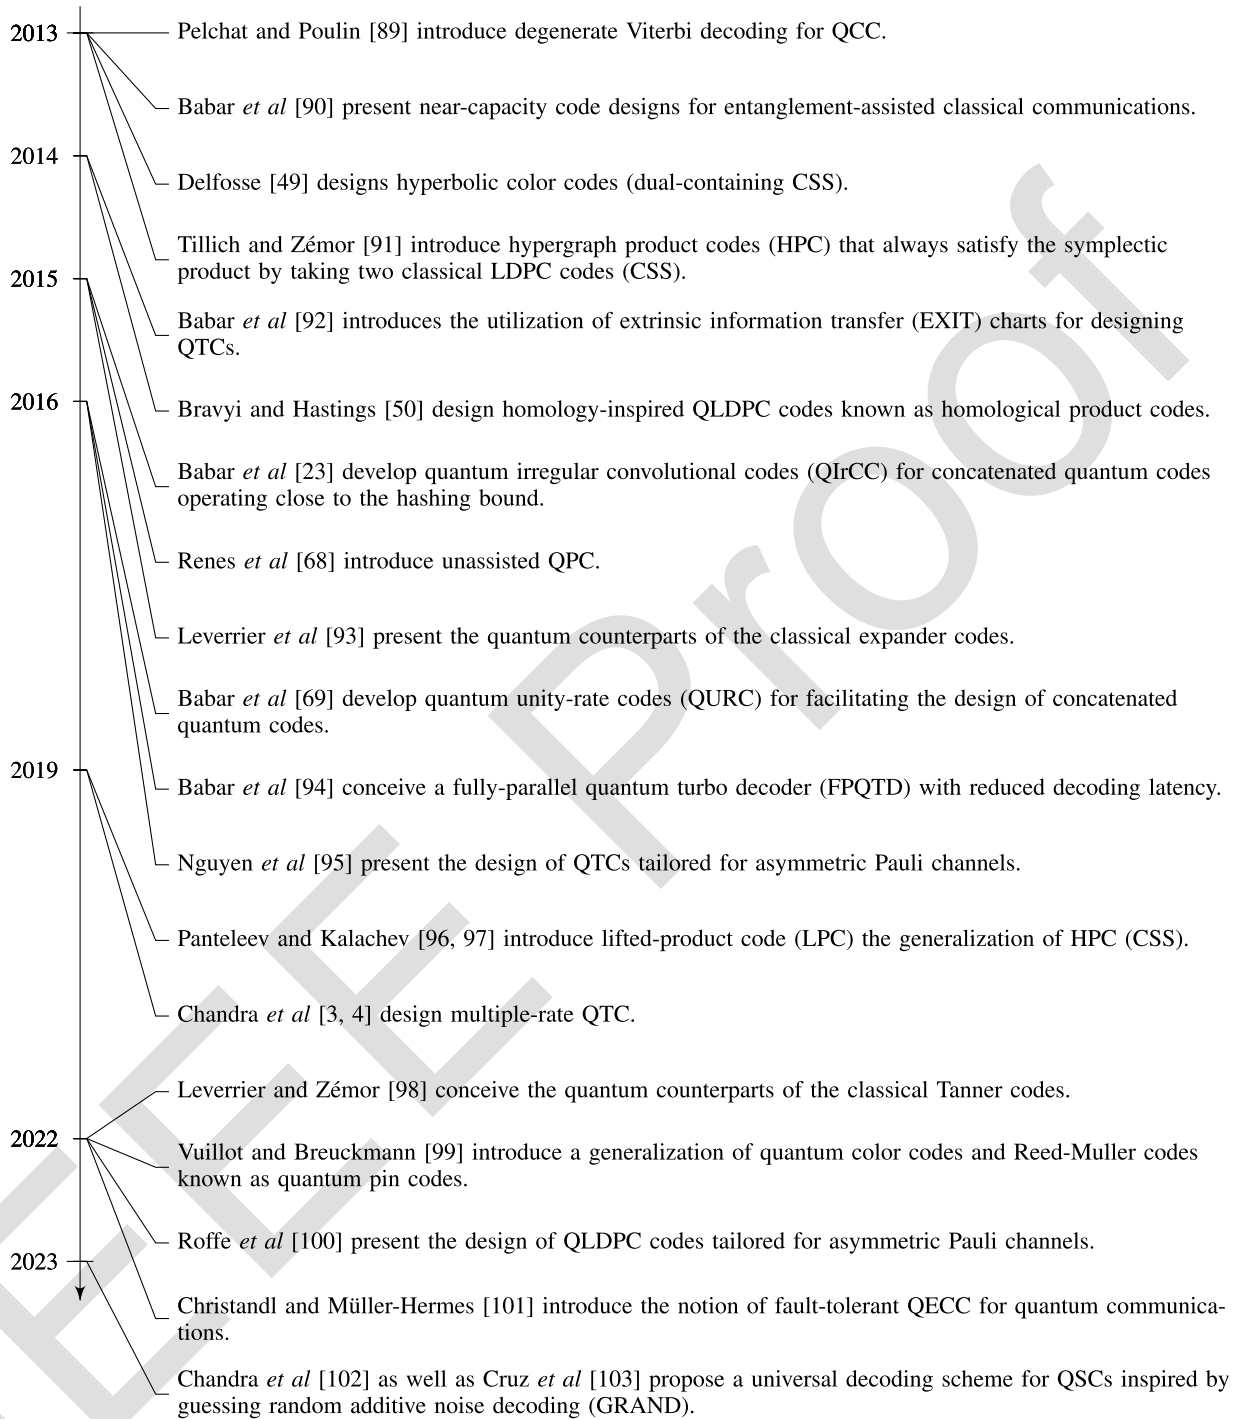 2013
Pelchat and Poulin [89] introduce degenerate Viterbi decoding for QCC.
Babar et al [90] present near-capacity code designs for entanglement-assisted classical communications.
2014
Delfosse [49] designs hyperbolic color codes (dual-containing CSS).
Tillich and Zémor [91] introduce hypergraph product codes (HPC) that always satisfy the symplectic
product by taking two classical LDPC codes (CSS).
2015
Babar et al [92] introduces the utilization of extrinsic information transfer (EXIT) charts for designing
QTCs.
2016
Bravyi and Hastings [50] design homology-inspired QLDPC codes known as homological product codes.
Babar et al [23] develop quantum irregular convolutional codes (QIrCC) for concatenated quantum codes
operating close to the hashing bound.
Renes et al [68] introduce unassisted QPC.
Leverrier et al [93] present the quantum counterparts of the classical expander codes.
Babar et al [69] develop quantum unity-rate codes (QURC) for facilitating the design of concatenated
quantum codes.
2019
Babar et al [94] conceive a fully-parallel quantum turbo decoder (FPQTD) with reduced decoding latency.
Nguyen et al [95] present the design of QTCs tailored for asymmetric Pauli channels.
Panteleev and Kalachev [96, 97] introduce lifted-product code (LPC) the generalization of HPC (CSS).
Chandra et al [3, 4] design multiple-rate QTC.
Leverrier and Zémor [98] conceive the quantum counterparts of the classical Tanner codes.
2022
Vuillot and Breuckmann [99] introduce a generalization of quantum color codes and Reed-Muller codes
known as quantum pin codes.
Roffe et al [100] present the design of QLDPC codes tailored for asymmetric Pauli channels.
2023
Christandl and Müller-Hermes [101] introduce the notion of fault-tolerant QECC for quantum communica-
tions.
Chandra et al [102] as well as Cruz et al [103] propose a universal decoding scheme for QSCs inspired by
guessing random additive noise decoding (GRAND).
EEE Proof